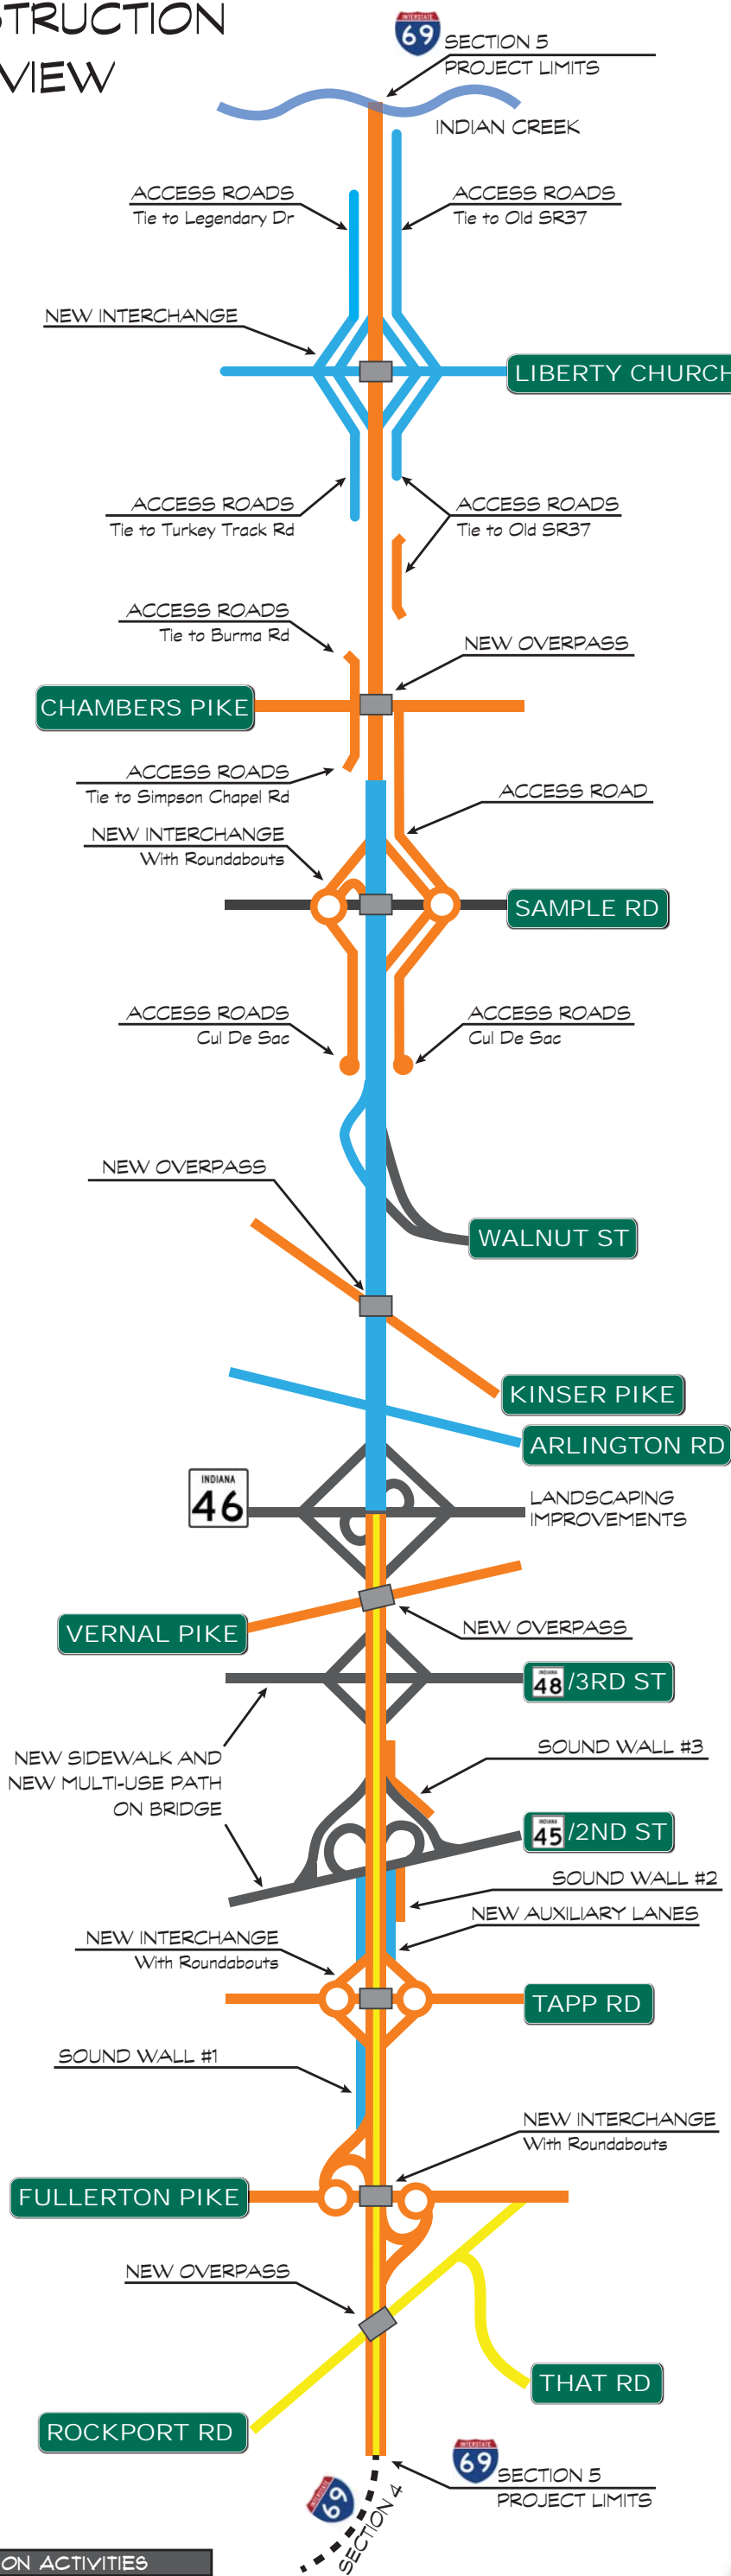 STRUCTION
VIEW
INTERSTATE
69
SECTION 5
PROJECT LIMITS
INDIAN CREEK
ACCESS ROADS
Tie to Legendary Dr
ACCESS ROADS
Tie to Old SR37
NEW INTERCHANGE
LIBERTY CHURCH
ACCESS ROADS
Tie to Turkey Track Rd
ACCESS ROADS
Tie to Old SR37
ACCESS ROADS
Tie to Burma Rd
NEW OVERPASS
CHAMBERS PIKE
ACCESS ROADS
Tie to Simpson Chapel Rd
ACCESS ROAD
NEW INTERCHANGE
With Roundabouts
SAMPLE RD
ACCESS ROADS
Cul De Sac
ACCESS ROADS
Cul De Sac
NEW OVERPASS
WALNUT ST
KINSER PIKE
ARLINGTON RD
INDIANA
46
LANDSCAPING
IMPROVEMENTS
VERNAL PIKE
NEW OVERPASS
INDIANA
48 /3RD ST
NEW SIDEWALK AND
NEW MULTI-USE PATH
ON BRIDGE
SOUND WALL #3
INDIANA
45 /2ND ST
SOUND WALL #2
NEW AUXILIARY LANES
NEW INTERCHANGE
With Roundabouts
TAPP RD
SOUND WALL #1
NEW INTERCHANGE
With Roundabouts
FULLERTON PIKE
NEW OVERPASS
THAT RD
ROCKPORT RD
INTERSTATE
69
SECTION 5
PROJECT LIMITS
INTERSTATE
69
SECTION 4
ON ACTIVITIES